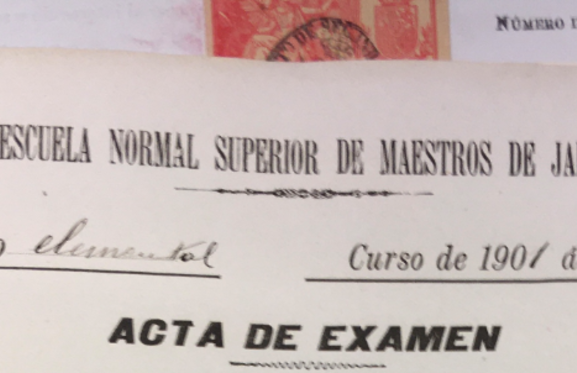 NÚMERO
ESCUELA NORMAL SUPERIOR DE MAESTROS DE JA
elemental
Curso de 1901 d
ACTA DE EXAMEN